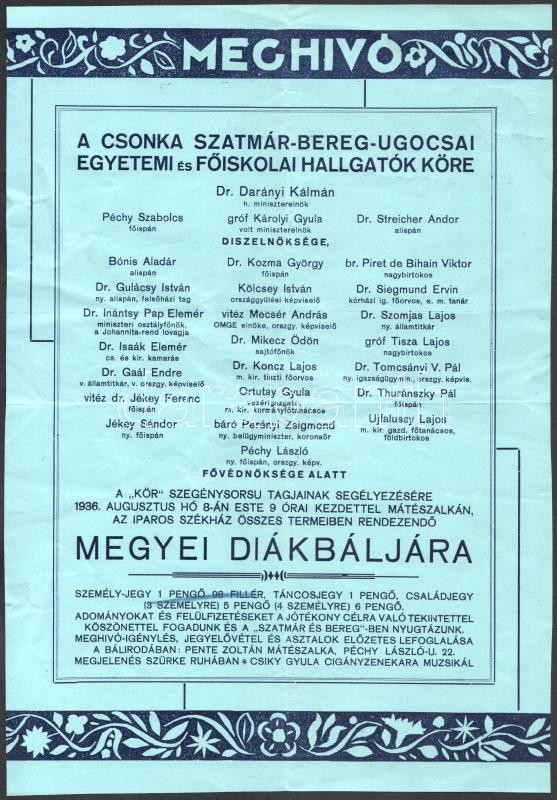 MEGHIVÓ
A CSONKA SZATMÁR-BEREG-UGOCSAI
EGYETEMI ÉS FŐISKOLAI HALLGATÓK KÖRE
Dr. Darányi Kálmán
h. miniszterelnök
Péchy Szabolcs
főispán
gróf Károlyi Gyula
volt miniszterelnök
Dr. Streicher Andor
alispán
DISZELNÖKSÉGE,
Bónis Aladár
alispán
Dr. Kozma György
főispán
br. Piret de Bihain Viktor
nagybirtokos
Dr. Gulácsy István
ny. alispán, felsőházi tag
Kölcsey István
országgyülési képviselő
Dr. Siegmund Ervin
kórházi ig. főorvos, e. m. tanár
Dr. Inántsy Pap Elemér
miniszteri osztályfőnök,
a Johannita-rend lovagja
vitéz Mecsér András
OMGE elnöke, orszgy. képviselő
Dr. Szomjas Lajos
ny. államtitkár
Dr. Isaák Elemér
cs. és kir. kamarás
Dr. Mikecz Ödön
sajtófőnök
gróf Tisza Lajos
nagybirtokos
Dr. Gaál Endre
v. államtitkár, v. orszgy. képviselő
Dr. Koncz Lajos
m. kir. tiszti főorvos
Dr. Tomcsányi V. Pál
ny. igazságügymin., orszgy. képvis.
vitéz dr. Jékey Ferenc
főispán
Ortutay Gyula
vezérigazgató,
m. kir. kormányfőtanácsos
Dr. Thuránszky Pál
főispán
Jékey Sándor
ny. főispán
báró Perényi Zsigmond
ny. belügyminiszter, koronaőr
Ujfalussy Lajos
m. kir. gazd. főtanácsos,
földbirtokos
Péchy László
ny. főispán, orszgy. képv.
FŐVÉDNÖKSÉGE ALATT
A „KÖR" SZEGÉNYSORSU TAGJAINAK SEGÉLYEZÉSÉRE
1936. AUGUSZTUS HÓ 8-ÁN ESTE 9 ÓRAI KEZDETTEL MÁTÉSZALKÁN,
AZ IPAROS SZÉKHÁZ ÖSSZES TERMEIBEN RENDEZENDŐ
MEGYEI DIÁKBÁLJÁRA
SZEMÉLY-JEGY 1 PENGŐ 98 FILLÉR, TÁNCOSJEGY 1 PENGŐ, CSALÁDJEGY
(3 SZEMÉLYRE) 5 PENGŐ (4 SZEMÉLYRE) 6 PENGŐ.
ADOMÁNYOKAT ÉS FELÜLFIZETÉSEKET A JÓTÉKONY CÉLRA VALÓ TEKINTETTEL
KÖSZÖNETTEL FOGADUNK ÉS A „SZATMÁR ÉS BEREG"-BEN NYUGTÁZUNK.
MEGHIVÓ-IGÉNYLÉS, JEGYELŐVÉTEL ÉS ASZTALOK ELŐZETES LEFOGLALÁSA
A BÁLIRODÁBAN: PENTE ZOLTÁN MÁTÉSZALKA, PÉCHY LÁSZLÓ-U. 22.
MEGJELENÉS SZÜRKE RUHÁBAN * CSIKY GYULA CIGÁNYZENEKARA MUZSIKÁL